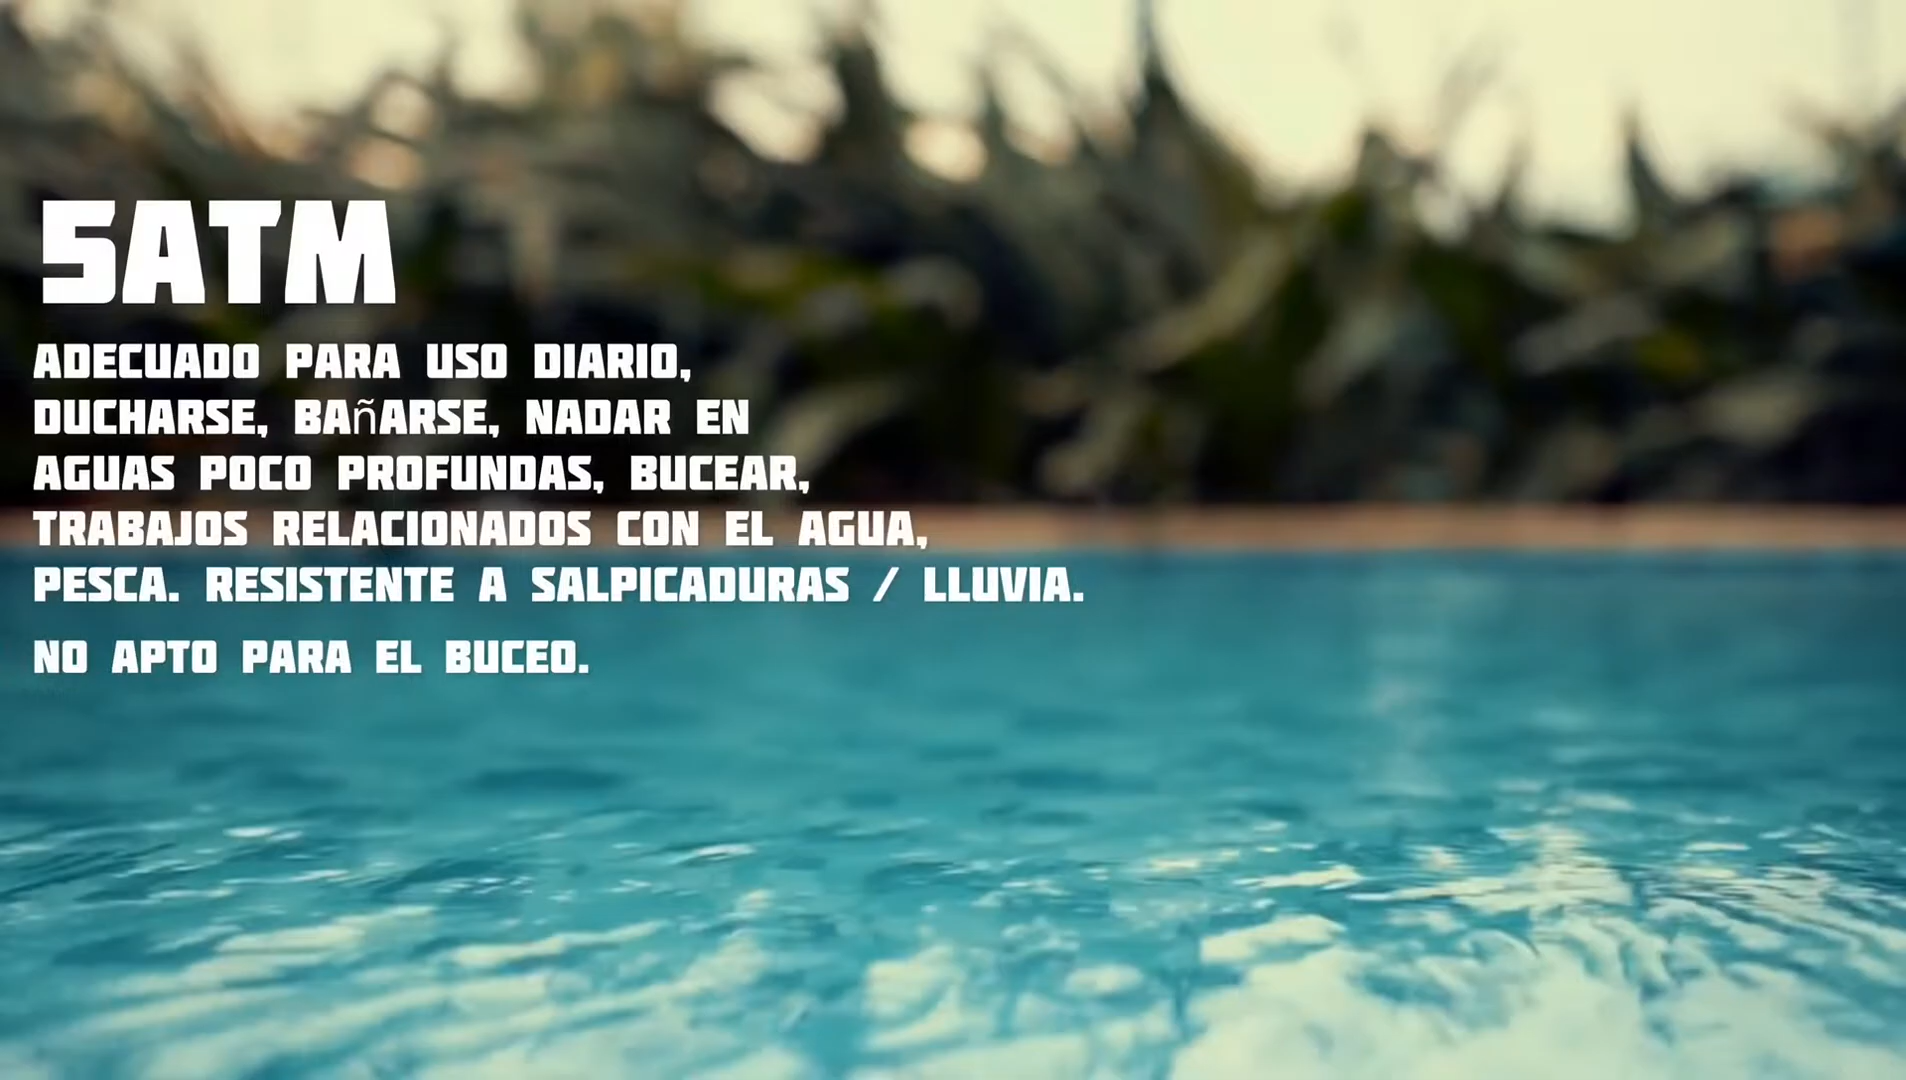 5ATM
ADECUADO PARA USO DIARIO,
DUCHARSE, BAñARSE, NADAR EN
AGUAS POCO PROFUNDAS, BUCEAR,
TRABAJOS RELACIONADOS CON EL AGUA,
PESCA. RESISTENTE A SALPICADURAS / LLUVIA.
NO APTO PARA EL BUCEO.